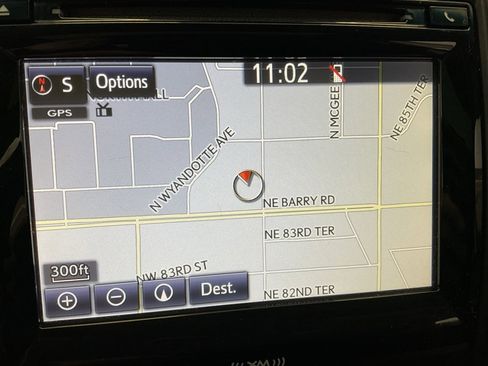 11:02
N
S
Options
GPS
N MCGEE
NE 85TH TER
N WYANDOTTE AVE
NE BARRY RD
NE 83RD TER
300ft
NW 83RD ST
Dest.
NE 82ND TER
((XM))